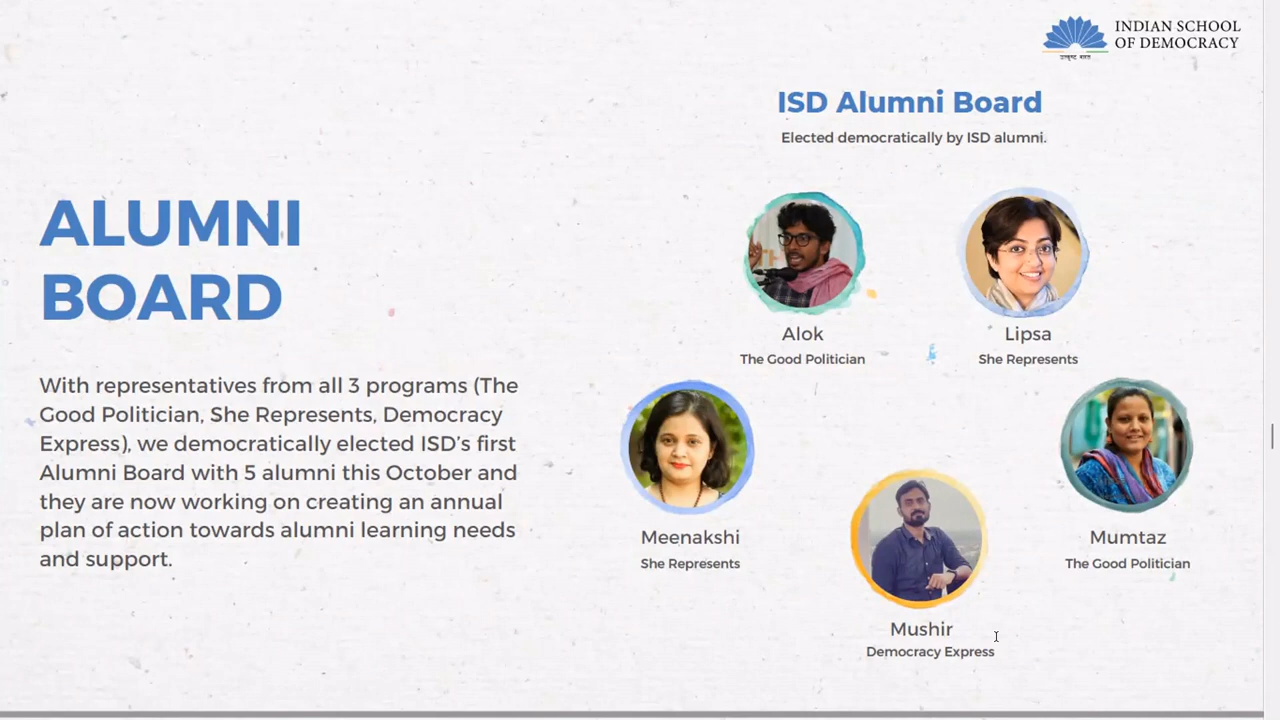 INDIAN SCHOOL
OF DEMOCRACY
उत्कृष्ट भारत
ALUMNI
BOARD
With representatives from all 3 programs (The
Good Politician, She Represents, Democracy
Express), we democratically elected ISD's first
Alumni Board with 5 alumni this October and
they are now working on creating an annual
plan of action towards alumni learning needs
and support.
ISD Alumni Board
Elected democratically by ISD alumni.
Alok
The Good Politician
Lipsa
She Represents
Meenakshi
She Represents
Mumtaz
The Good Politician
Mushir
Democracy Express